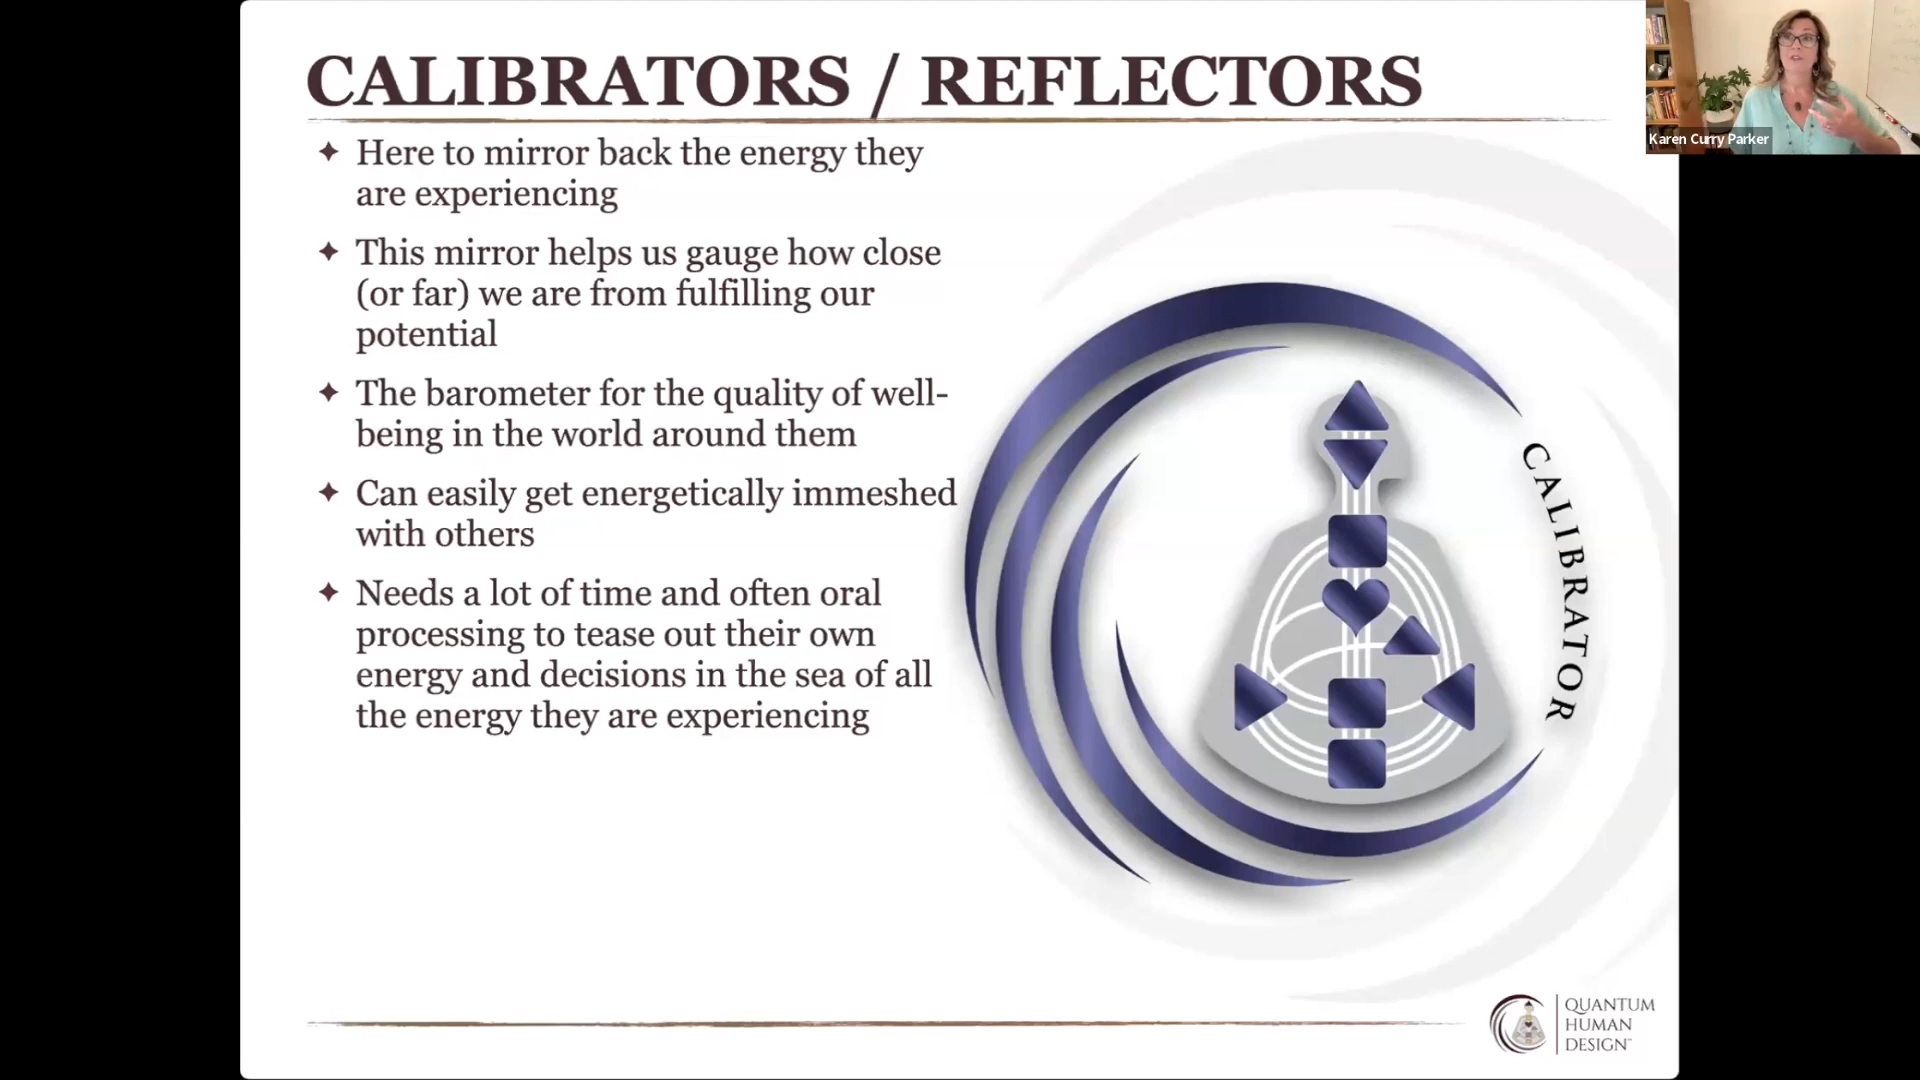 CALIBRATORS / REFLECTORS
Karen Curry Parker
Here to mirror back the energy they
are experiencing
This mirror helps us gauge how close
(or far) we are from fulfilling our
potential
The barometer for the quality of well-
being in the world around them
Can easily get energetically immeshed
with others
Needs a lot of time and often oral
processing to tease out their own
energy and decisions in the sea of all
the energy they are experiencing
CALIBRATOR
QUANTUM
HUMAN
DESIGN™